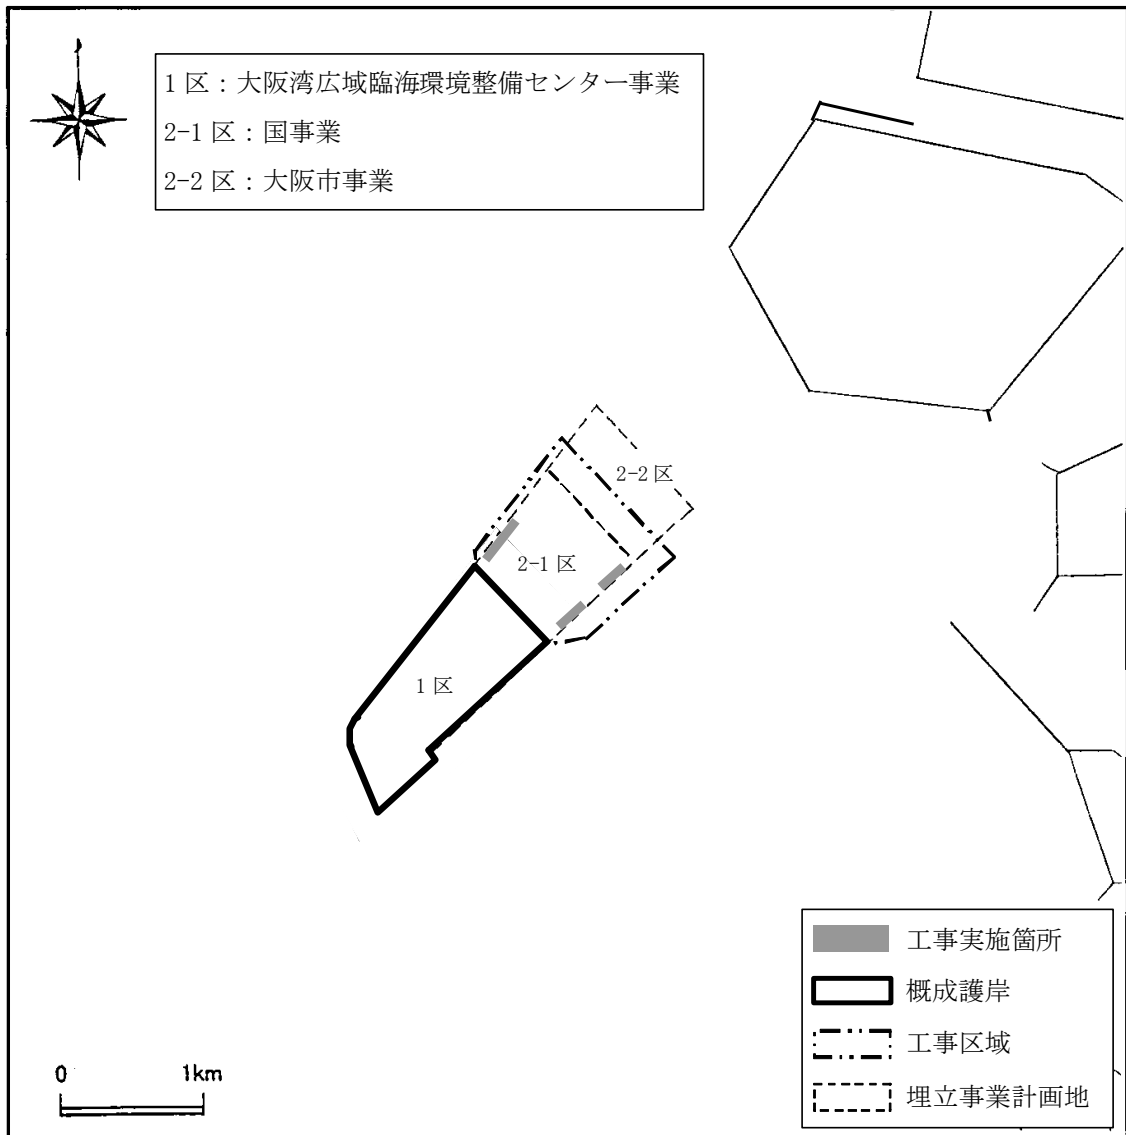 1区：大阪湾広域臨海環境整備センター事業
2-1区：国事業
2-2区：大阪市事業
2-2区
2-1区
1区
工事実施箇所
概成護岸
工事区域
埋立事業計画地
0 1km